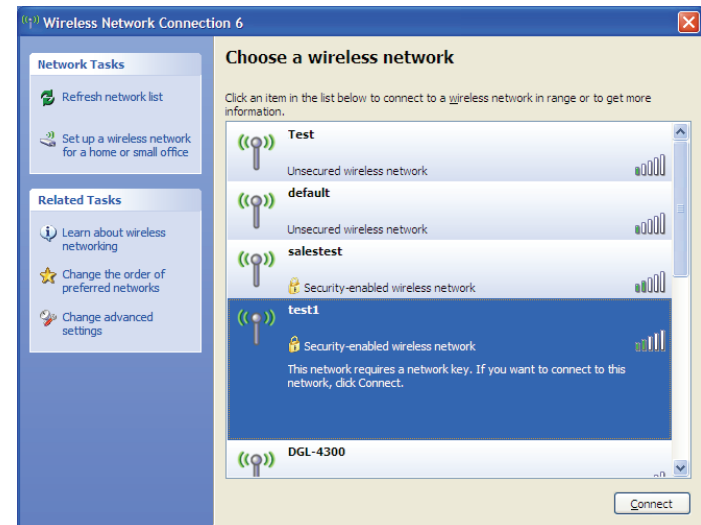 Wireless Network Connection 6
Network Tasks
Refresh network list
Set up a wireless network
for a home or small office
Related Tasks
Learn about wireless
networking
Change the order of
preferred networks
Change advanced
settings
Choose a wireless network
Click an item in the list below to connect to a wireless network in range or to get more
information.
Test
Unsecured wireless network
default
Unsecured wireless network
salestest
Security-enabled wireless network
test1
Security-enabled wireless network
This network requires a network key. If you want to connect to this
network, click Connect.
DGL-4300
Connect